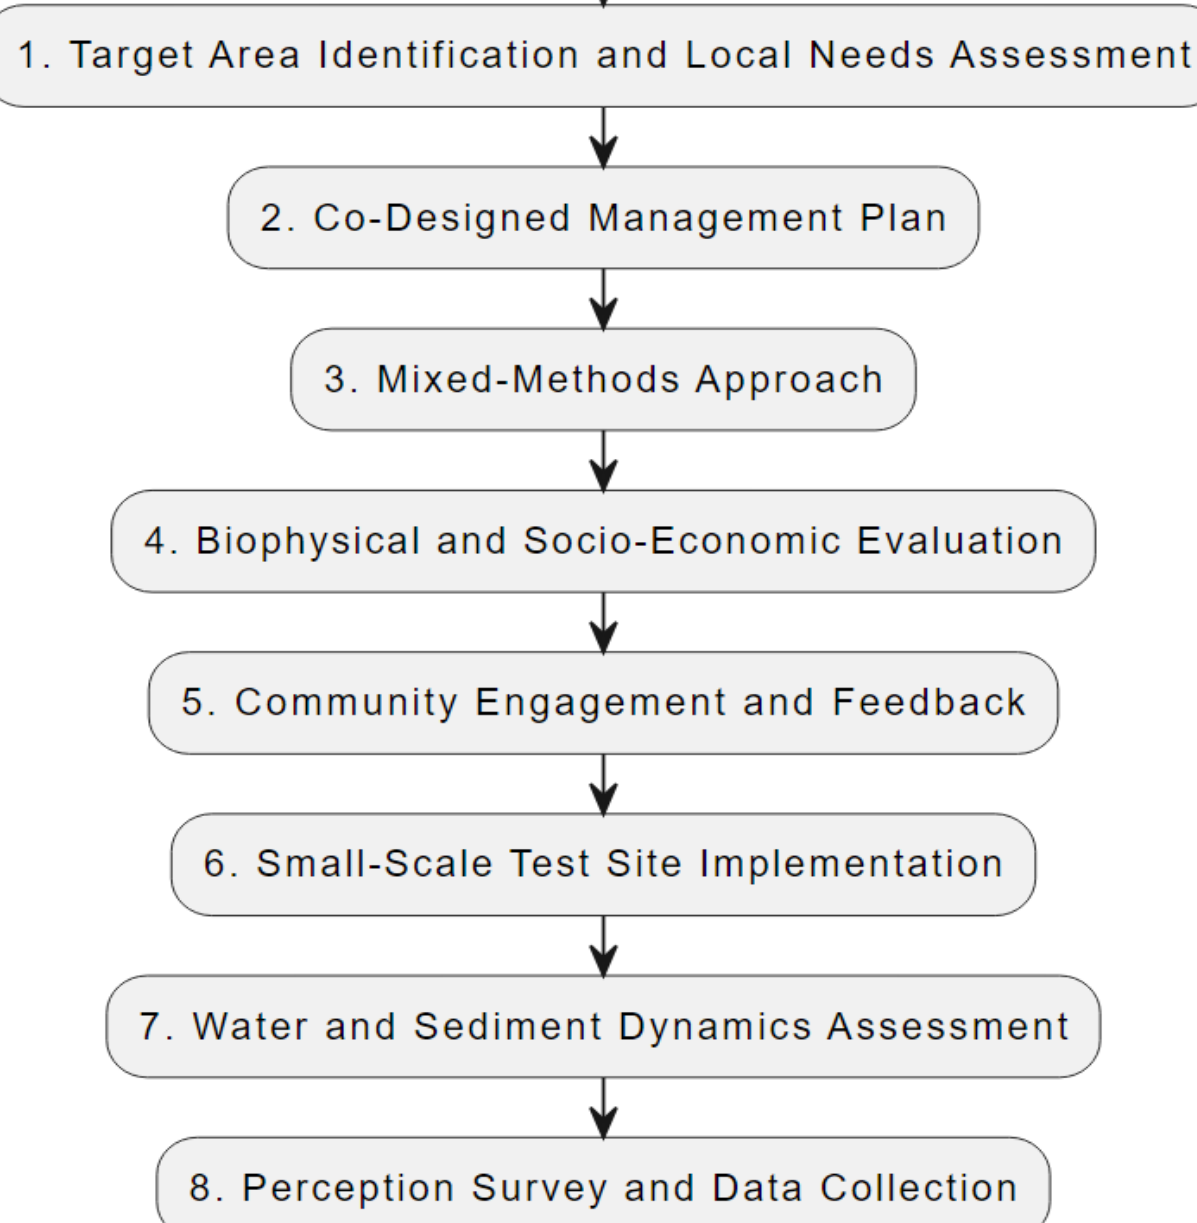 1. Target Area Identification and Local Needs Assessment
2. Co-Designed Management Plan
3. Mixed-Methods Approach
4. Biophysical and Socio-Economic Evaluation
5. Community Engagement and Feedback
6. Small-Scale Test Site Implementation
7. Water and Sediment Dynamics Assessment
8. Perception Survey and Data Collection